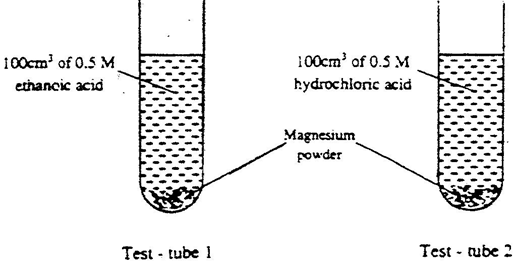 100cm³ of 0.5 M
ethanoic acid
100cm³ of 0.5 M
hydrochloric acid
Magnesium
powder
Test - tube 1
Test - tube 2